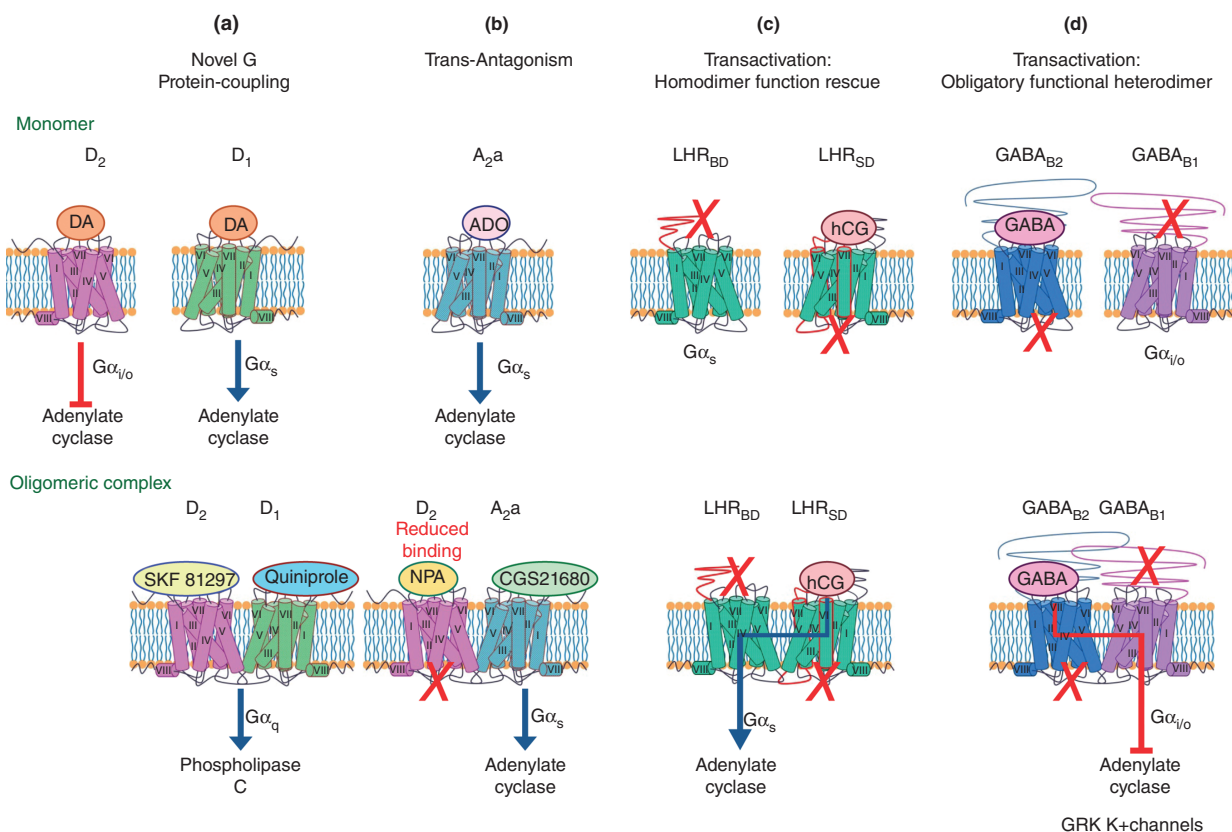 (a)
(b)
(c)
(d)
Novel G
Protein-coupling
Trans-Antagonism
Transactivation:
Homodimer function rescue
Transactivation:
Obligatory functional heterodimer
Monomer
D2
D1
A2a
LHRBD
LHRSD
GABAB2
GABAB1
DA
DA
ADO
hCG
GABA
Gαi/o
Gαs
Gαs
Gαs
Gαi/o
Adenylate
cyclase
Adenylate
cyclase
Adenylate
cyclase
Oligomeric complex
D2
D1
D2
A2a
LHRBD
LHRSD
GABAB2
GABAB1
Reduced
binding
SKF 81297
Quiniprole
NPA
CGS21680
hCG
GABA
Gαq
Gαs
Gαs
Gαi/o
Phospholipase
C
Adenylate
cyclase
Adenylate
cyclase
Adenylate
cyclase
GRK K+channels